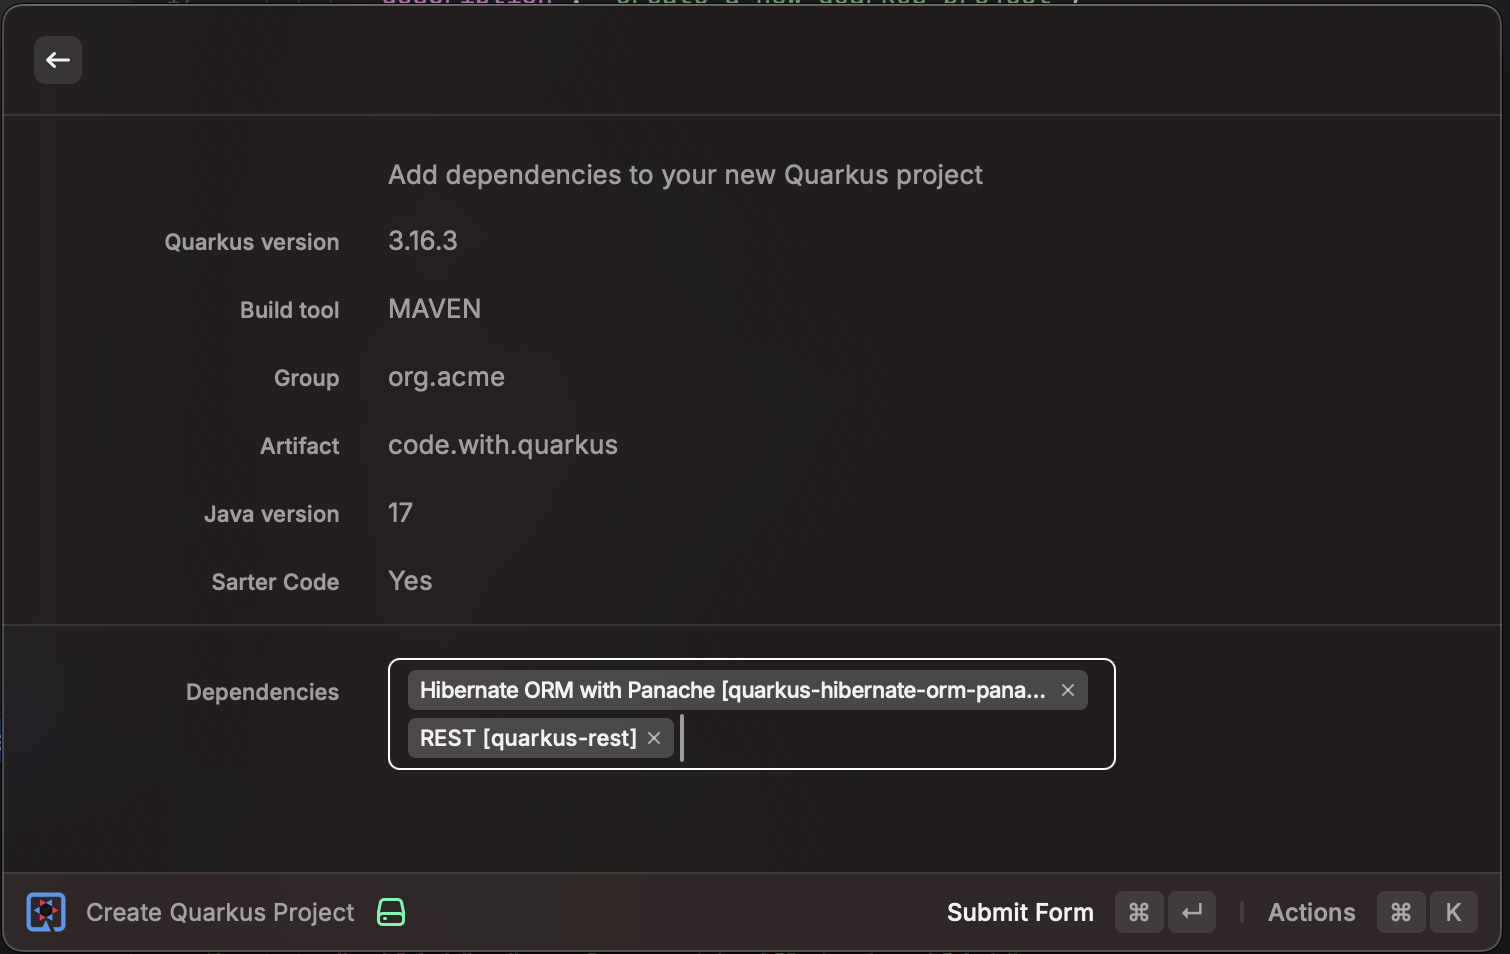 Add dependencies to your new Quarkus project
Quarkus version 3.16.3
Build tool MAVEN
Group org.acme
Artifact code.with.quarkus
Java version 17
Sarter Code Yes
Dependencies Hibernate ORM with Panache [quarkus-hibernate-orm-pana... ×
REST [quarkus-rest] ×
Create Quarkus Project Submit Form ⌘ ↵ Actions ⌘ K